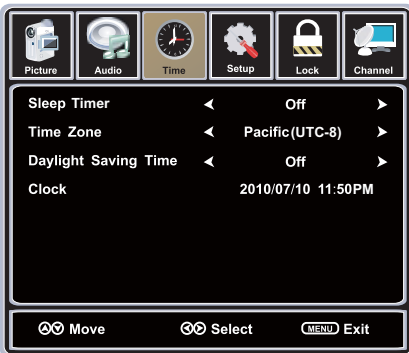 Picture Audio Time Setup Lock Channel
Sleep Timer Off
Time Zone Pacific(UTC-8)
Daylight Saving Time Off
Clock 2010/07/10 11:50PM
Move Select MENU Exit